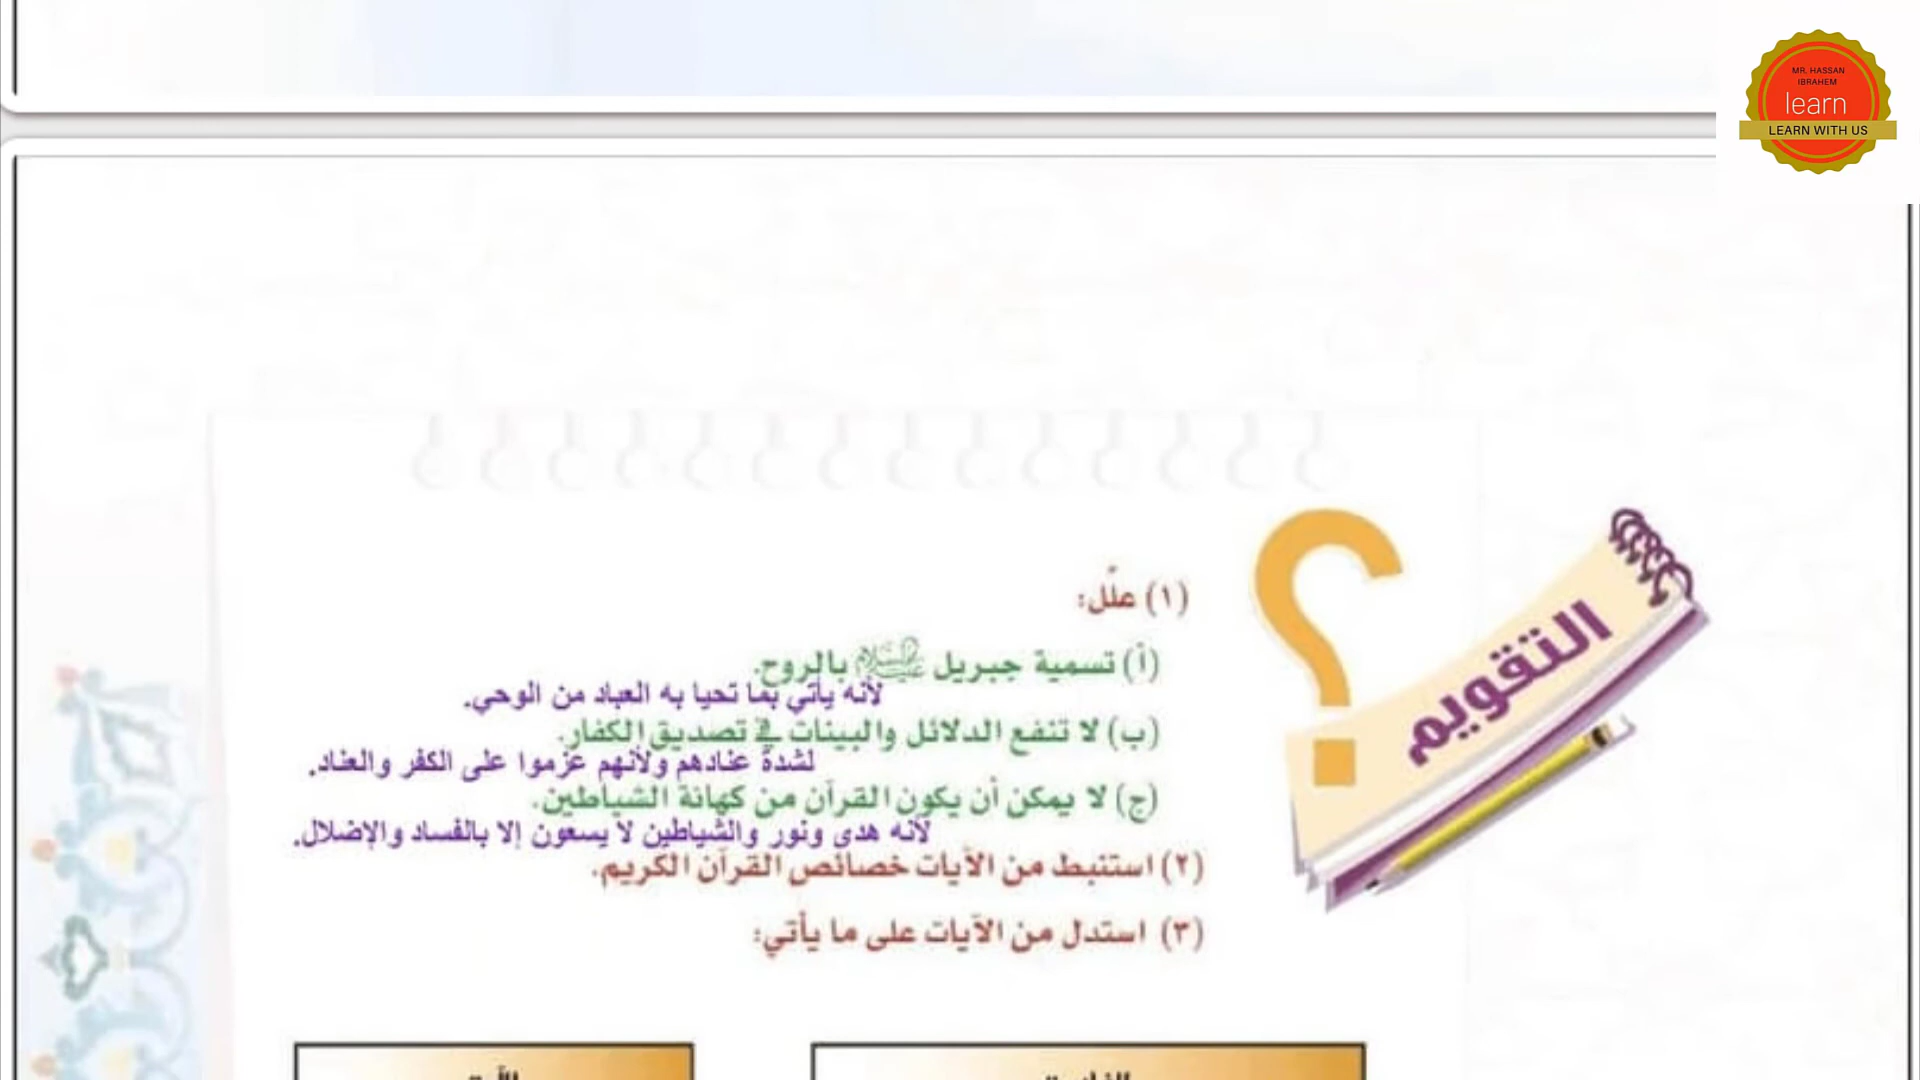 MR. HASSAN
IBRAHEM
learn
LEARN WITH US
التقويم
؟
(١) علّل:
(أ) تسمية جبريل عليه السلام بالروح.
لأنه يأتي بما تحيا به العباد من الوحي.
(ب) لا تنفع الدلائل والبينات في تصديق الكفار.
لشدة عنادهم ولأنهم عزموا على الكفر والعناد.
(ج) لا يمكن أن يكون القرآن من كهانة الشياطين.
لأنه هدى ونور والشياطين لا يسعون إلا بالفساد والإضلال.
(٢) استنبط من الآيات خصائص القرآن الكريم.
(٣) استدل من الآيات على ما يأتي: